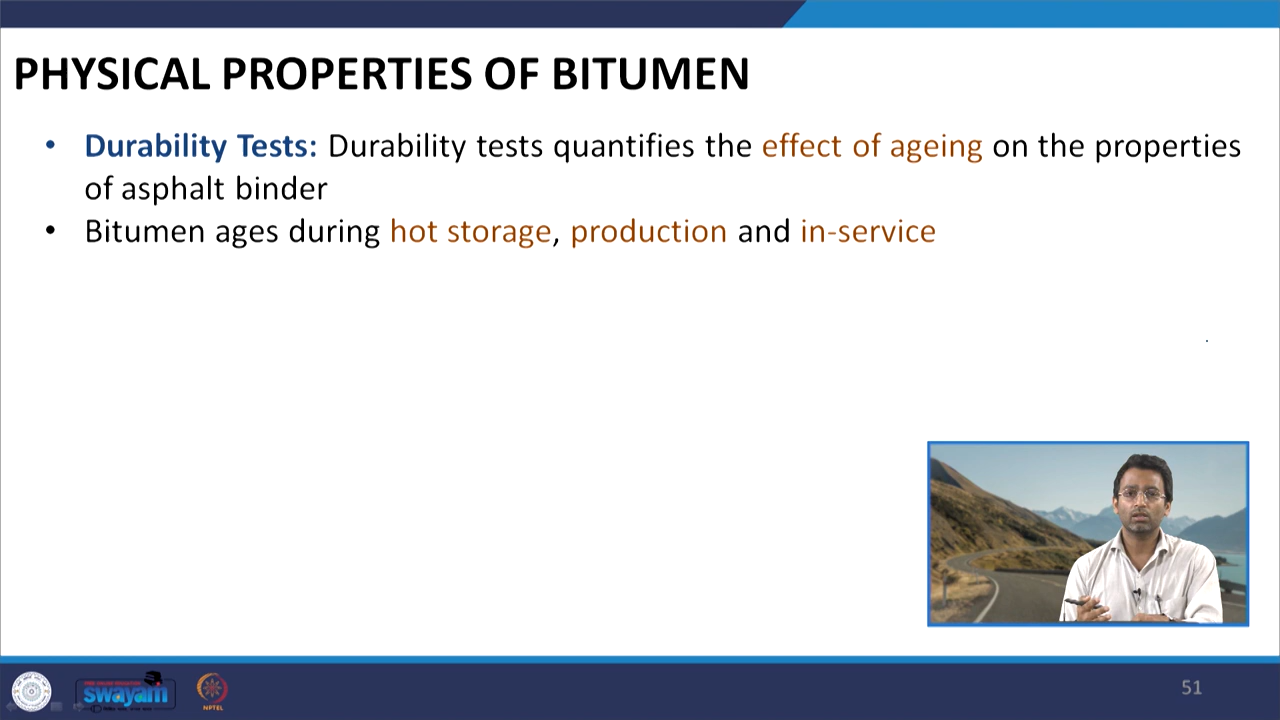 PHYSICAL PROPERTIES OF BITUMEN
• Durability Tests: Durability tests quantifies the effect of ageing on the properties
of asphalt binder
• Bitumen ages during hot storage, production and in-service
swayam
NPTEL
51